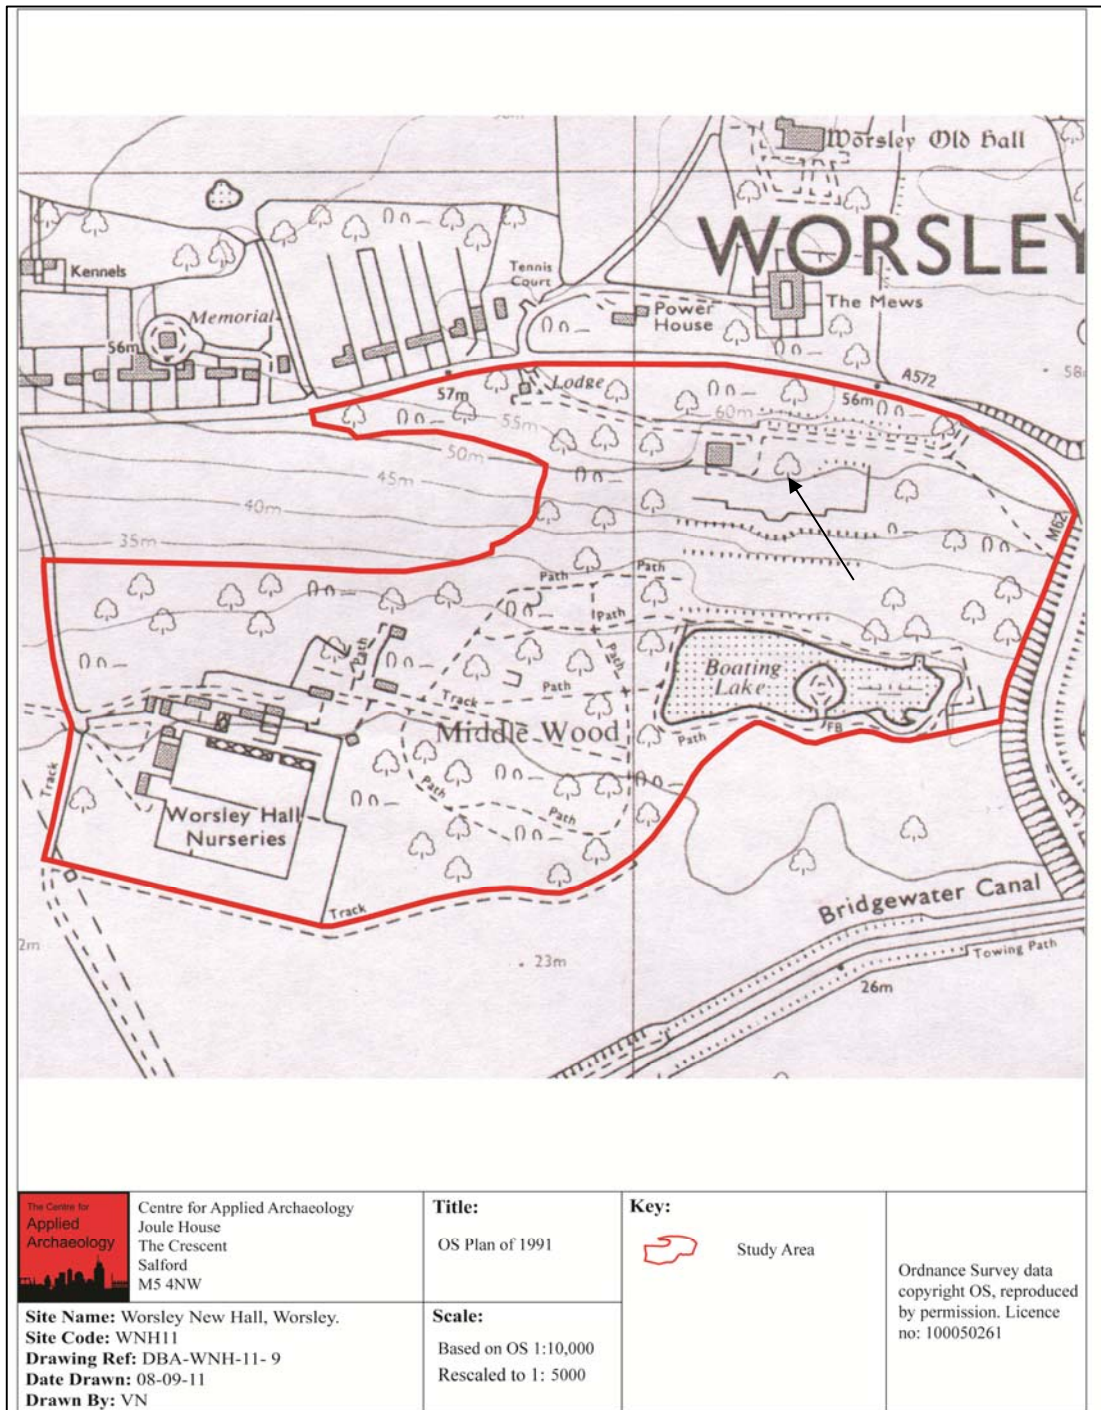 Worsley Old Hall
WORSLEY
Kennels
Tennis
Court
Memorial
Power
House
The Mews
56m
57m
Lodge
A572
56m
58
55m
60m
50m
45m
40m
35m
M62
Path
Path
Path
Path
Path
Boating
Lake
Track
Path
Middle Wood
FB
Path
Track
Path
Worsley Hall
Nurseries
Path
Track
Bridgewater Canal
Towing Path
2m
23m
26m
The Centre for
Applied
Archaeology
Centre for Applied Archaeology
Joule House
The Crescent
Salford
M5 4NW
Title:
OS Plan of 1991
Key:
Study Area
Ordnance Survey data
copyright OS, reproduced
by permission. Licence
no: 100050261
Site Name: Worsley New Hall, Worsley.
Site Code: WNH11
Drawing Ref: DBA-WNH-11- 9
Date Drawn: 08-09-11
Drawn By: VN
Scale:
Based on OS 1:10,000
Rescaled to 1: 5000